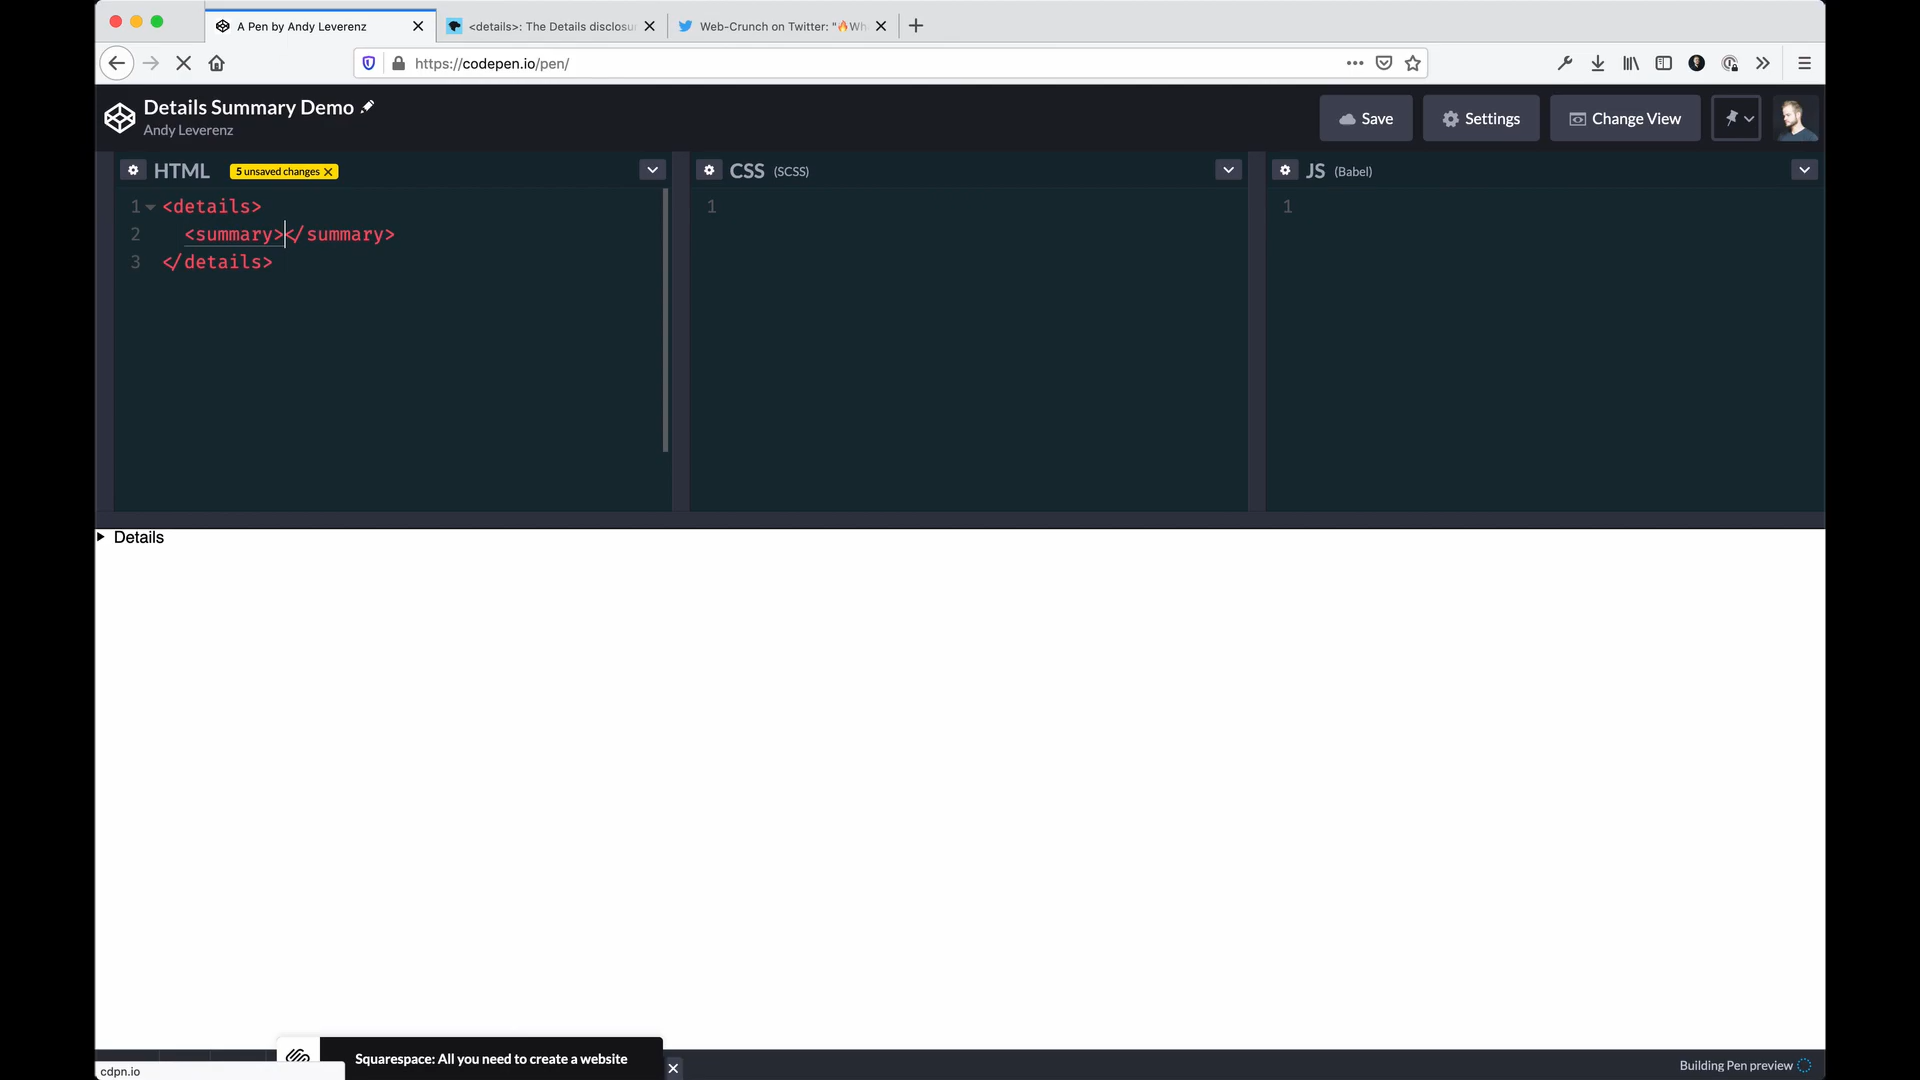 A Pen by Andy Leverenz
<details>: The Details disclosur
Web-Crunch on Twitter: "🔥Wh
https://codepen.io/pen/
Details Summary Demo
Andy Leverenz
Save
Settings
Change View
HTML
5 unsaved changes
CSS (SCSS)
JS (Babel)
1 <details>
2 <summary></summary>
3 </details>
1
1
Details
Squarespace: All you need to create a website
cdpn.io
Building Pen preview